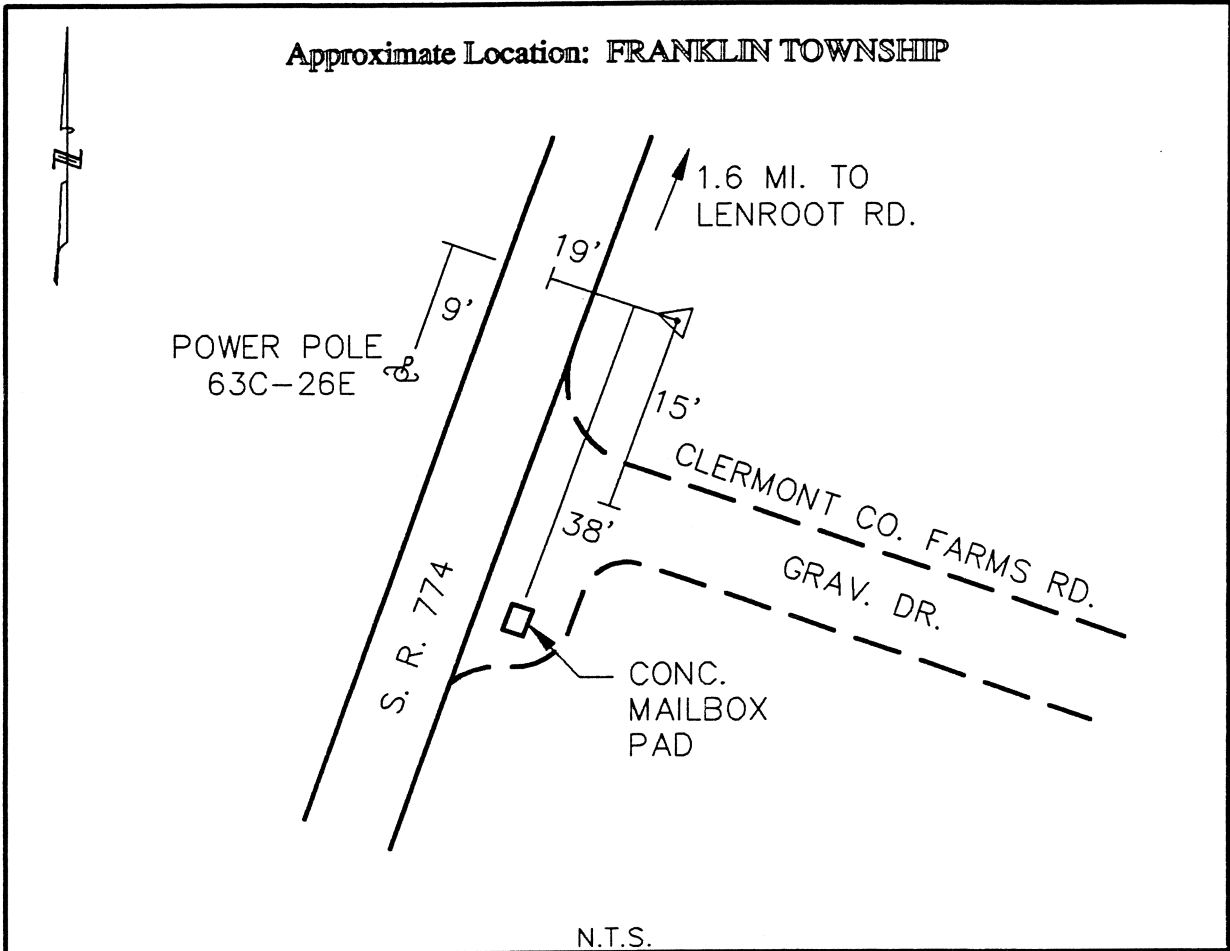 Approximate Location: FRANKLIN TOWNSHIP
N
1.6 MI. TO
LENROOT RD.
19'
9'
POWER POLE
63C-26E
15'
CLERMONT CO. FARMS RD.
38'
GRAV. DR.
S. R. 774
CONC.
MAILBOX
PAD
N.T.S.